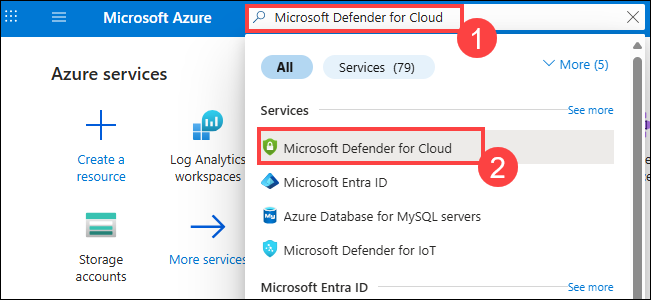 Microsoft Azure
Microsoft Defender for Cloud
1
All
Services (79)
More (5)
Azure services
Create a
resource
Log Analytics
workspaces
Storage
accounts
More services
Services
See more
Microsoft Defender for Cloud
2
Microsoft Entra ID
Azure Database for MySQL servers
Microsoft Defender for IoT
Microsoft Entra ID
See more